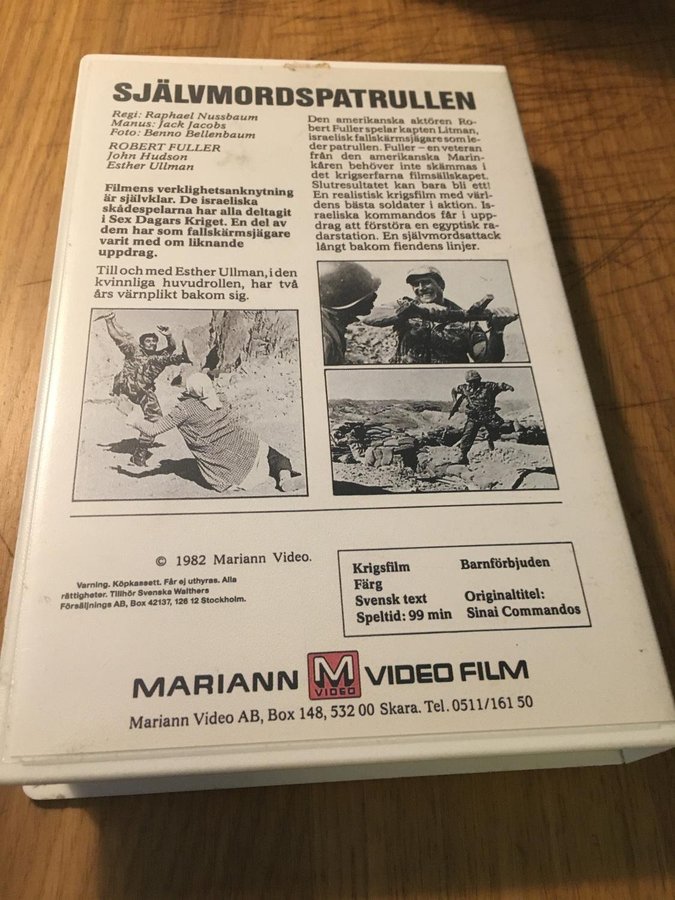 SJÄLVMORDSPATRULLEN
Regi: Raphael Nussbaum
Manus: Jack Jacobs
Foto: Benno Bellenbaum
ROBERT FULLER
John Hudson
Esther Ullman
Filmens verklighetsanknytning
är självklar. De israeliska
skådespelarna har alla deltagit
i Sex Dagars Kriget. En del av
dem har som fallskärmsjägare
varit med om liknande
uppdrag.
Till och med Esther Ullman, i den
kvinnliga huvudrollen, har två
års värnplikt bakom sig.
Den amerikanska aktören Ro-
bert Fuller spelar kapten Litman,
israelisk fallskärmsjägare som le-
der patrullen. Fuller – en veteran
från den amerikanska Marin-
kåren behöver inte skämmas i
det krigserfarna filmsällskapet.
Slutresultatet kan bara bli ett!
En realistisk krigsfilm med värl-
dens bästa soldater i aktion. Is-
raeliska kommandos får i upp-
drag att förstöra en egyptisk ra-
darstation. En självmordsattack
långt bakom fiendens linjer.
© 1982 Mariann Video.
Varning. Köpkassett. Får ej uthyras. Alla
rättigheter. Tillhör Svenska Walthers
Försäljnings AB, Box 42137, 126 12 Stockholm.
Krigsfilm Barnförbjuden
Färg
Svensk text Originaltitel:
Speltid: 99 min Sinai Commandos
MARIANN M VIDEO VIDEO FILM
Mariann Video AB, Box 148, 532 00 Skara. Tel. 0511/161 50